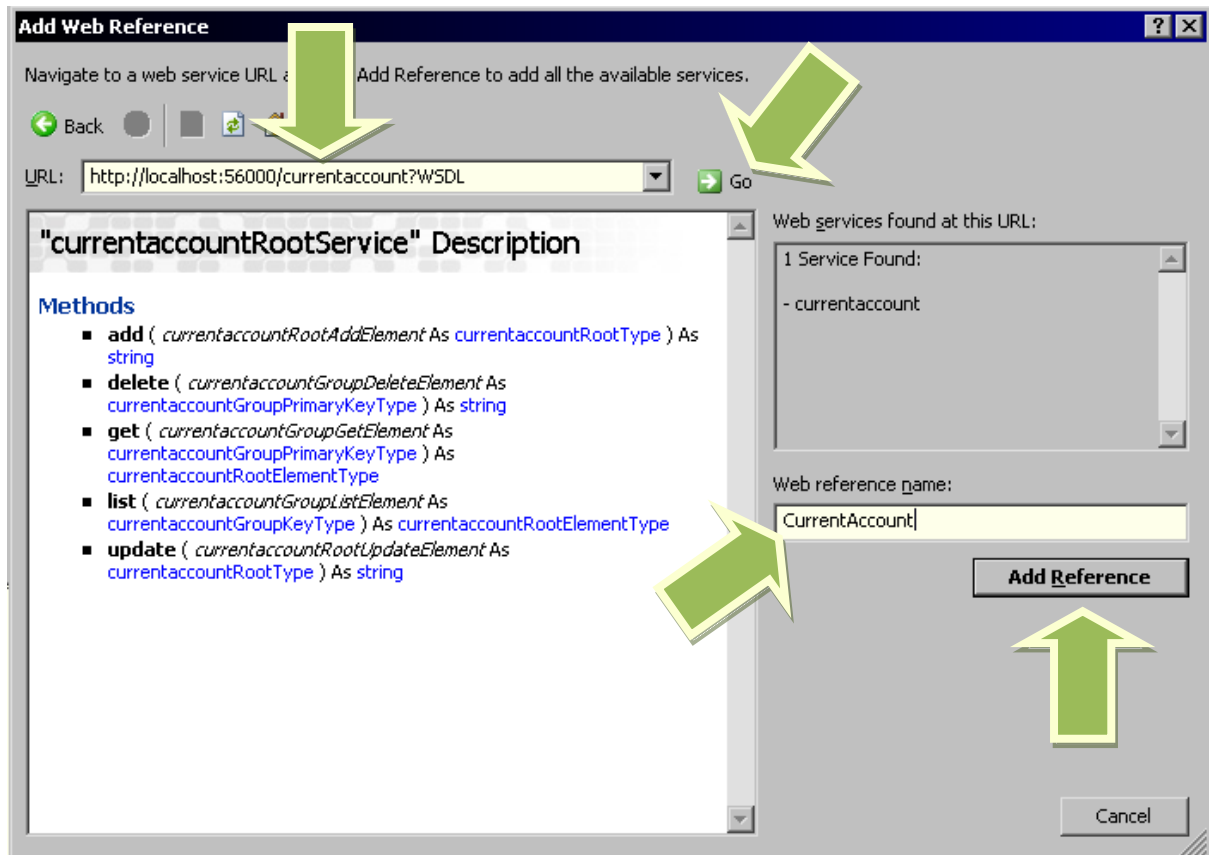 Add Web Reference
Navigate to a web service URL a Add Reference to add all the available services.
Back
URL: http://localhost:56000/currentaccount?WSDL
Go
"currentaccountRootService" Description
Methods
add ( currentaccountRootAddElement As currentaccountRootType ) As
string
delete ( currentaccountGroupDeleteElement As
currentaccountGroupPrimaryKeyType ) As string
get ( currentaccountGroupGetElement As
currentaccountGroupPrimaryKeyType ) As
currentaccountRootElementType
list ( currentaccountGroupListElement As
currentaccountGroupKeyType ) As currentaccountRootElementType
update ( currentaccountRootUpdateElement As
currentaccountRootType ) As string
Web services found at this URL:
1 Service Found:
- currentaccount
Web reference name:
CurrentAccount
Add Reference
Cancel